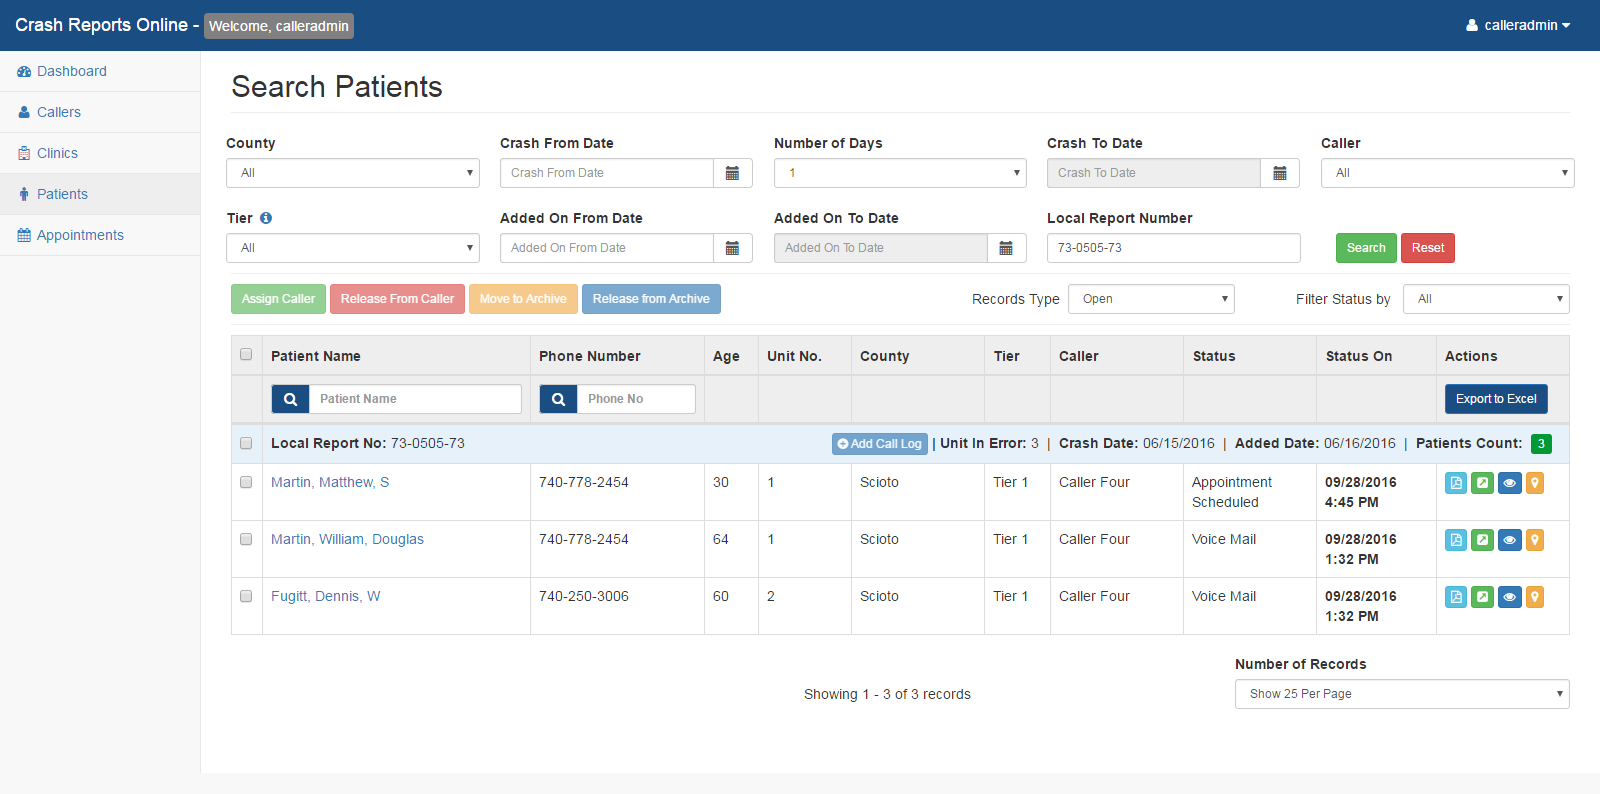 Crash Reports Online - Welcome, calleradmin
calleradmin
Dashboard
Callers
Clinics
Patients
Appointments
Search Patients
County
Crash From Date
Number of Days
Crash To Date
Caller
All
Crash From Date
1
Crash To Date
All
Tier
Added On From Date
Added On To Date
Local Report Number
All
Added On From Date
Added On To Date
73-0505-73
Search
Reset
Assign Caller
Release From Caller
Move to Archive
Release from Archive
Records Type
Open
Filter Status by
All
Patient Name
Phone Number
Age
Unit No.
County
Tier
Caller
Status
Status On
Actions
Patient Name
Phone No
Export to Excel
Local Report No: 73-0505-73
Add Call Log | Unit In Error: 3 | Crash Date: 06/15/2016 | Added Date: 06/16/2016 | Patients Count: 3
Martin, Matthew, S
740-778-2454
30
1
Scioto
Tier 1
Caller Four
Appointment
Scheduled
09/28/2016
4:45 PM
Martin, William, Douglas
740-778-2454
64
1
Scioto
Tier 1
Caller Four
Voice Mail
09/28/2016
1:32 PM
Fugitt, Dennis, W
740-250-3006
60
2
Scioto
Tier 1
Caller Four
Voice Mail
09/28/2016
1:32 PM
Number of Records
Showing 1 - 3 of 3 records
Show 25 Per Page